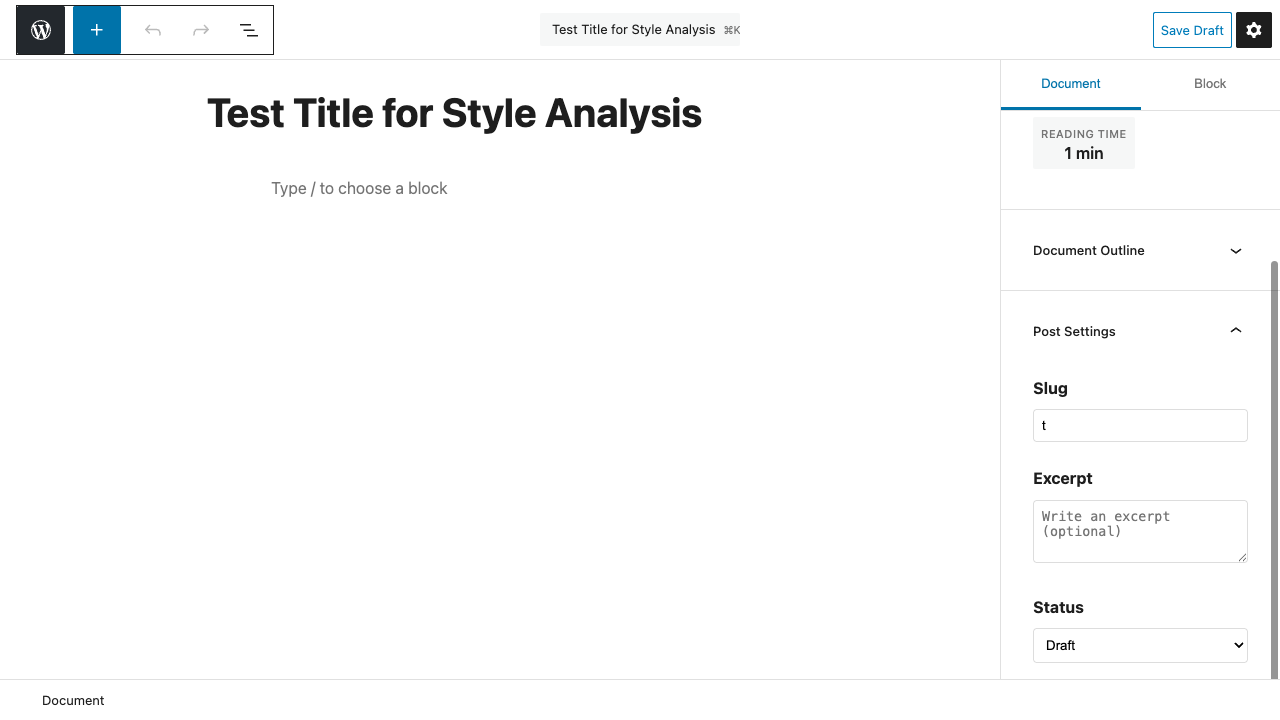 Test Title for Style Analysis ⌘K
Save Draft
Document Block
READING TIME
1 min
Document Outline
Post Settings
Slug
t
Excerpt
Write an excerpt
(optional)
Status
Draft
Test Title for Style Analysis
Type / to choose a block
Document